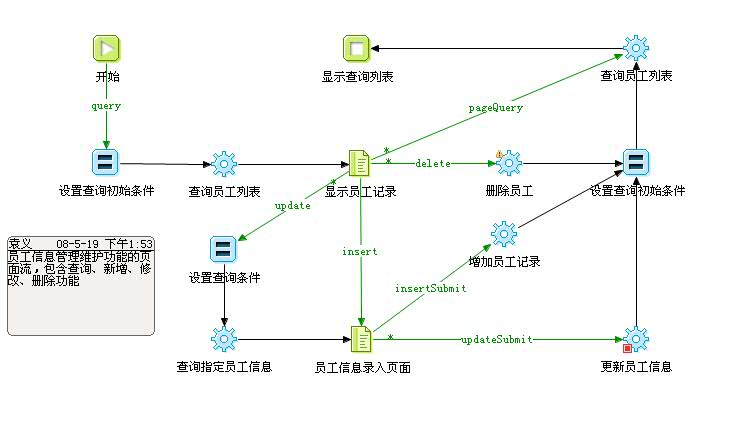 开始
显示查询列表
查询员工列表
query
pageQuery
设置查询初始条件
查询员工列表
*
*
显示员工记录
delete
删除员工
设置查询初始条件
update
袁义 08-5-19 下午1:53
员工信息管理维护功能的页
面流,包含查询、新增、修
改、删除功能
设置查询条件
insert
增加员工记录
insertSubmit
查询指定员工信息
*
员工信息录入页面
updateSubmit
更新员工信息